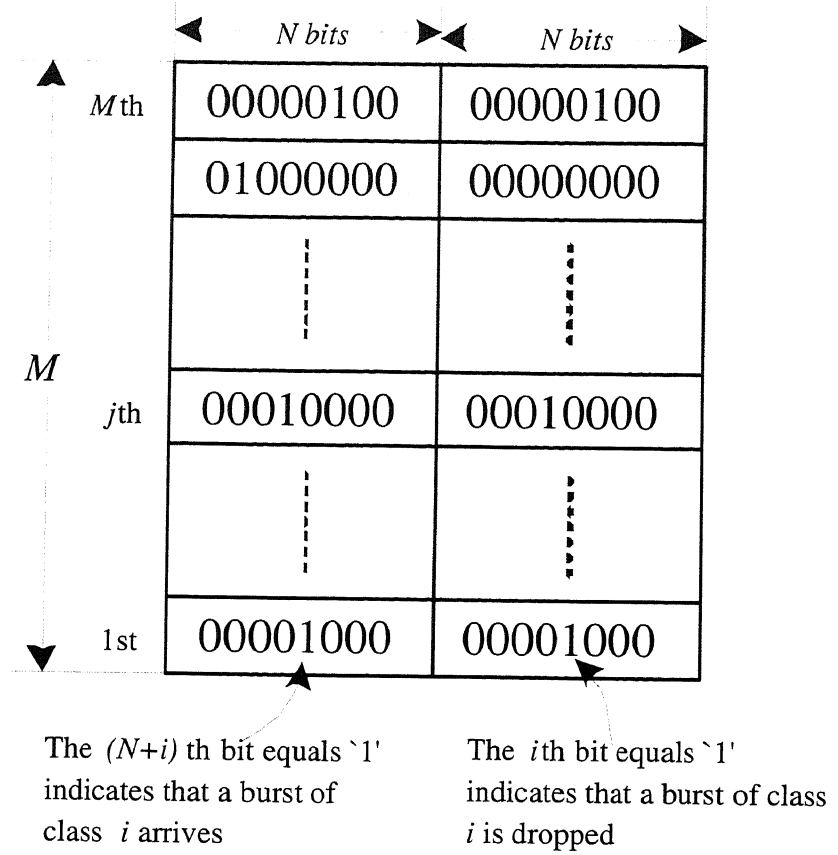 N bits N bits
Mth 00000100 00000100
01000000 00000000
M
jth 00010000 00010000
1st 00001000 00001000
The (N+i) th bit equals `1'
indicates that a burst of
class i arrives
The ith bit equals `1'
indicates that a burst of class
i is dropped